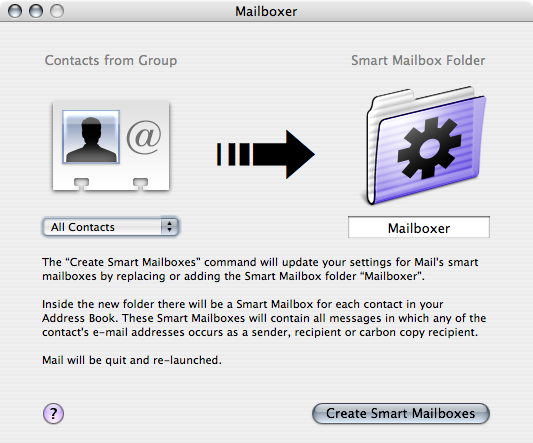 Mailboxer
Contacts from Group
Smart Mailbox Folder
@
All Contacts
Mailboxer
The “Create Smart Mailboxes” command will update your settings for Mail's smart
mailboxes by replacing or adding the Smart Mailbox folder “Mailboxer”.
Inside the new folder there will be a Smart Mailbox for each contact in your
Address Book. These Smart Mailboxes will contain all messages in which any of the
contact's e-mail addresses occurs as a sender, recipient or carbon copy recipient.
Mail will be quit and re-launched.
?
Create Smart Mailboxes